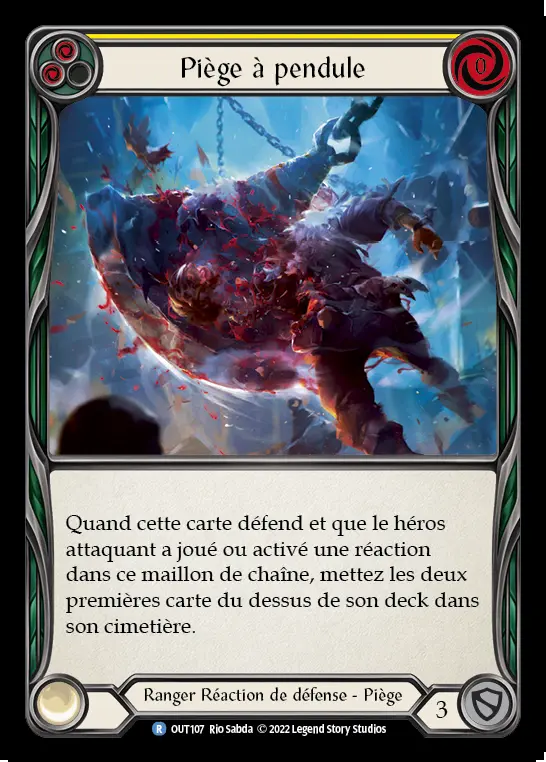 Piège à pendule
0
Quand cette carte défend et que le héros
attaquant a joué ou activé une réaction
dans ce maillon de chaîne, mettez les deux
premières carte du dessus de son deck dans
son cimetière.
Ranger Réaction de défense - Piège
3
R OUT107 Rio Sabda © 2022 Legend Story Studios